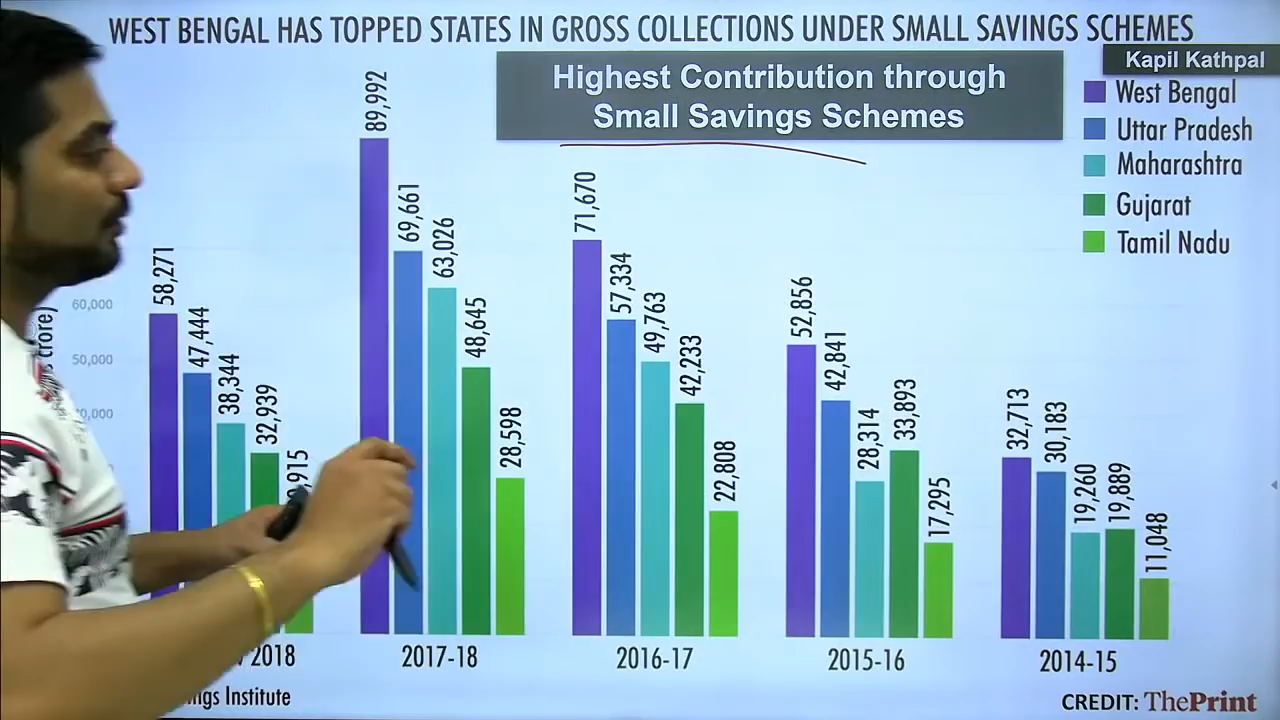 WEST BENGAL HAS TOPPED STATES IN GROSS COLLECTIONS UNDER SMALL SAVINGS SCHEMES
Kapil Kathpal
Highest Contribution through
Small Savings Schemes
West Bengal
Uttar Pradesh
Maharashtra
Gujarat
Tamil Nadu
60,000
50,000
crore)
58,271
47,444
38,344
32,939
89,992
69,661
63,026
48,645
28,598
71,670
57,334
49,763
42,233
22,808
52,856
42,841
28,314
33,893
17,295
32,713
30,183
19,260
19,889
11,048
2018
2017-18
2016-17
2015-16
2014-15
Institute
CREDIT: ThePrint